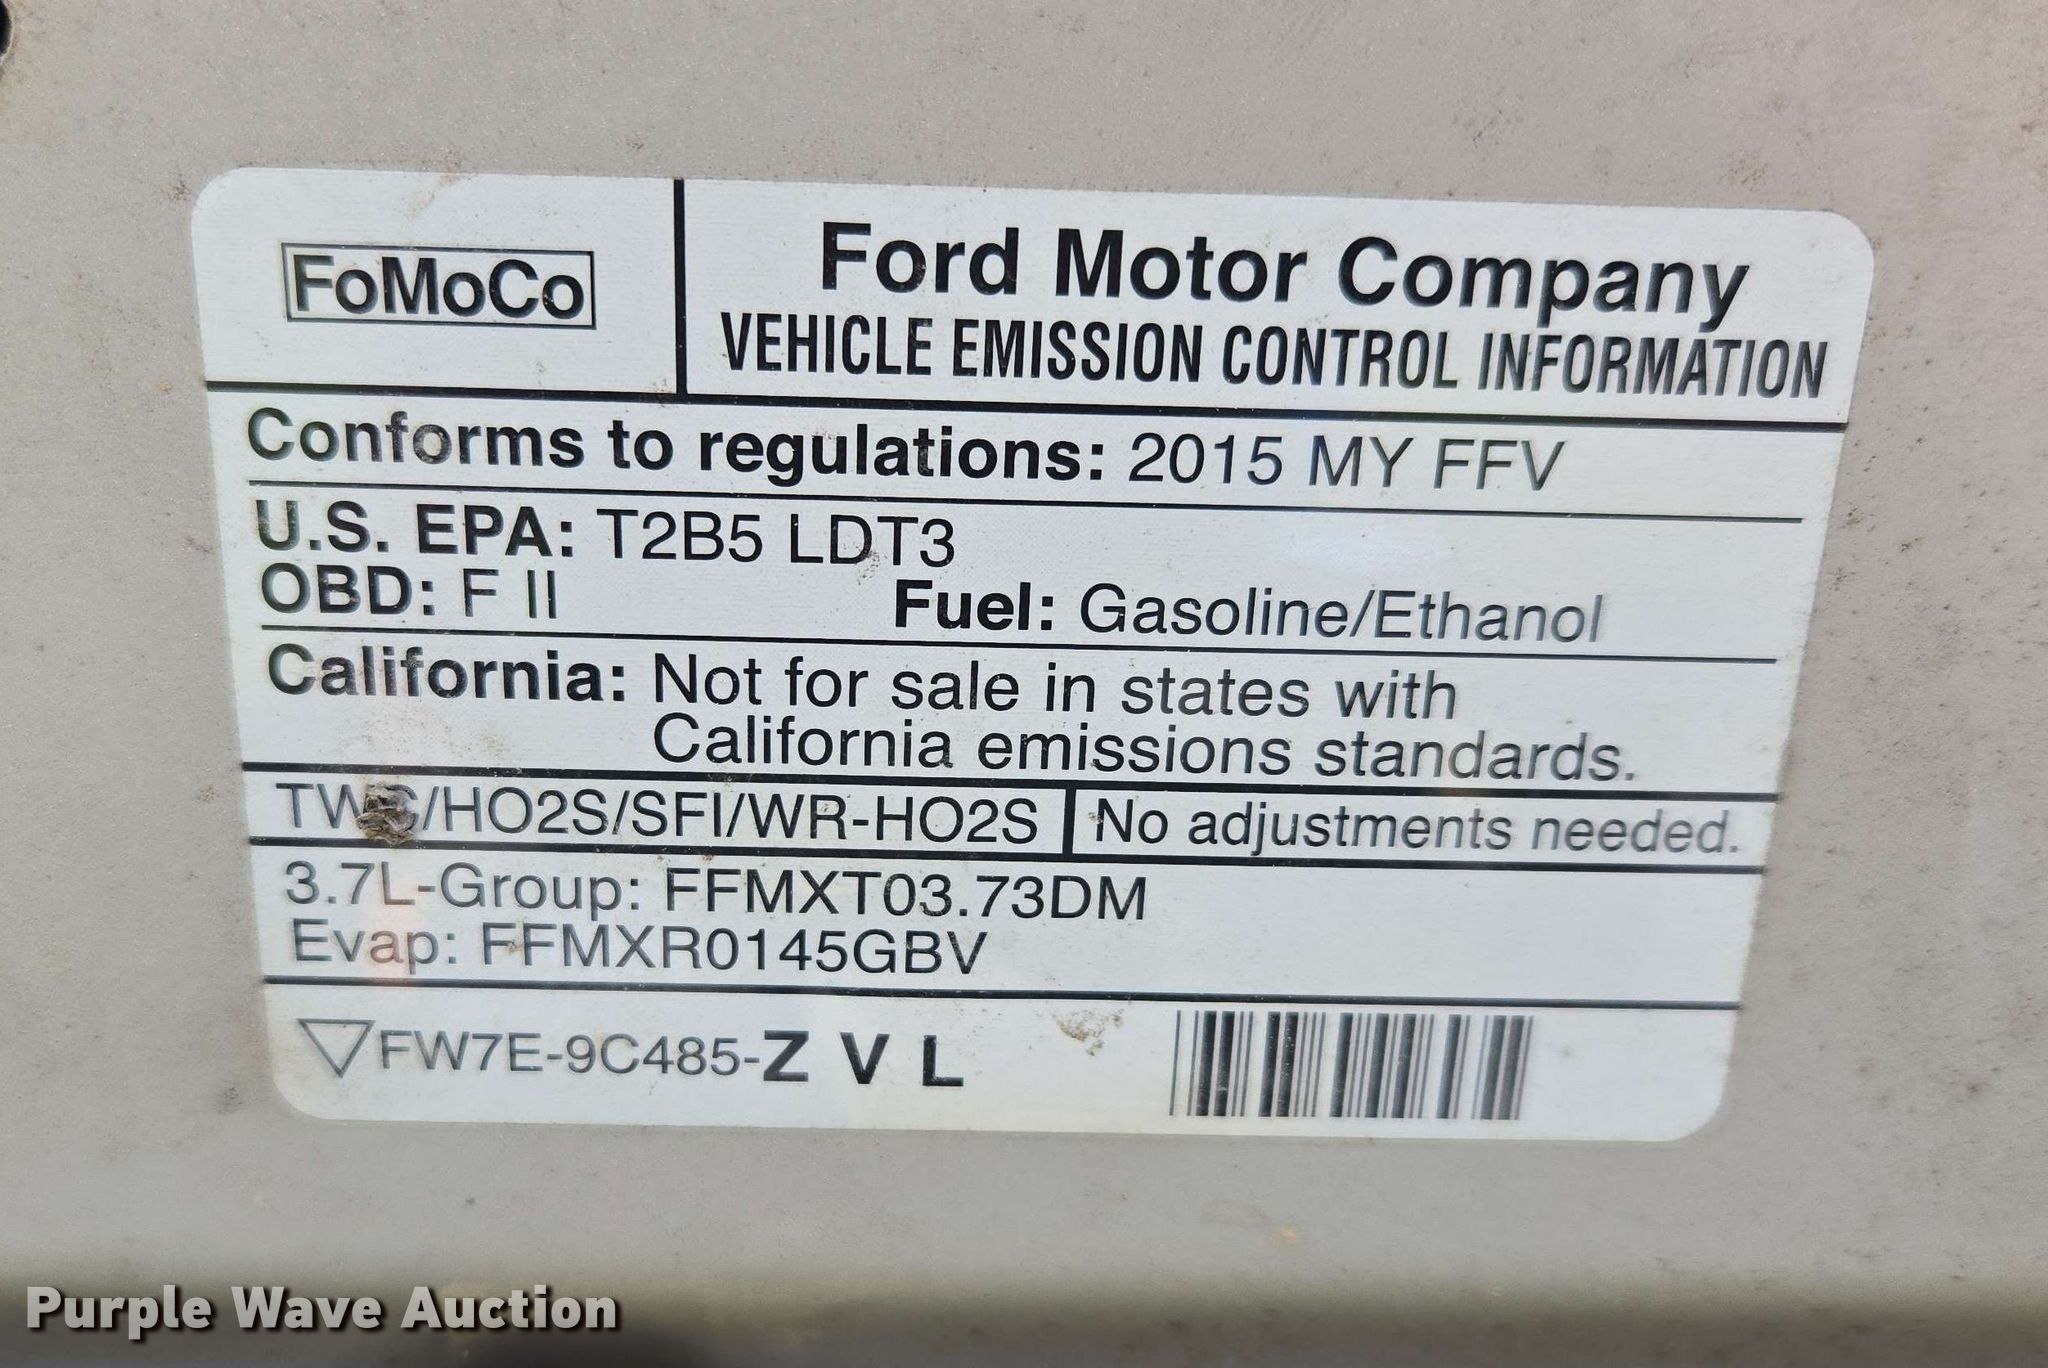 FoMoCo
Ford Motor Company
VEHICLE EMISSION CONTROL INFORMATION
Conforms to regulations: 2015 MY FFV
U.S. EPA: T2B5 LDT3
OBD: F II Fuel: Gasoline/Ethanol
California: Not for sale in states with
California emissions standards.
TWC/HO2S/SFI/WR-HO2S No adjustments needed.
3.7L-Group: FFMXT03.73DM
Evap: FFMXR0145GBV
FW7E-9C485-Z V L
Purple Wave Auction